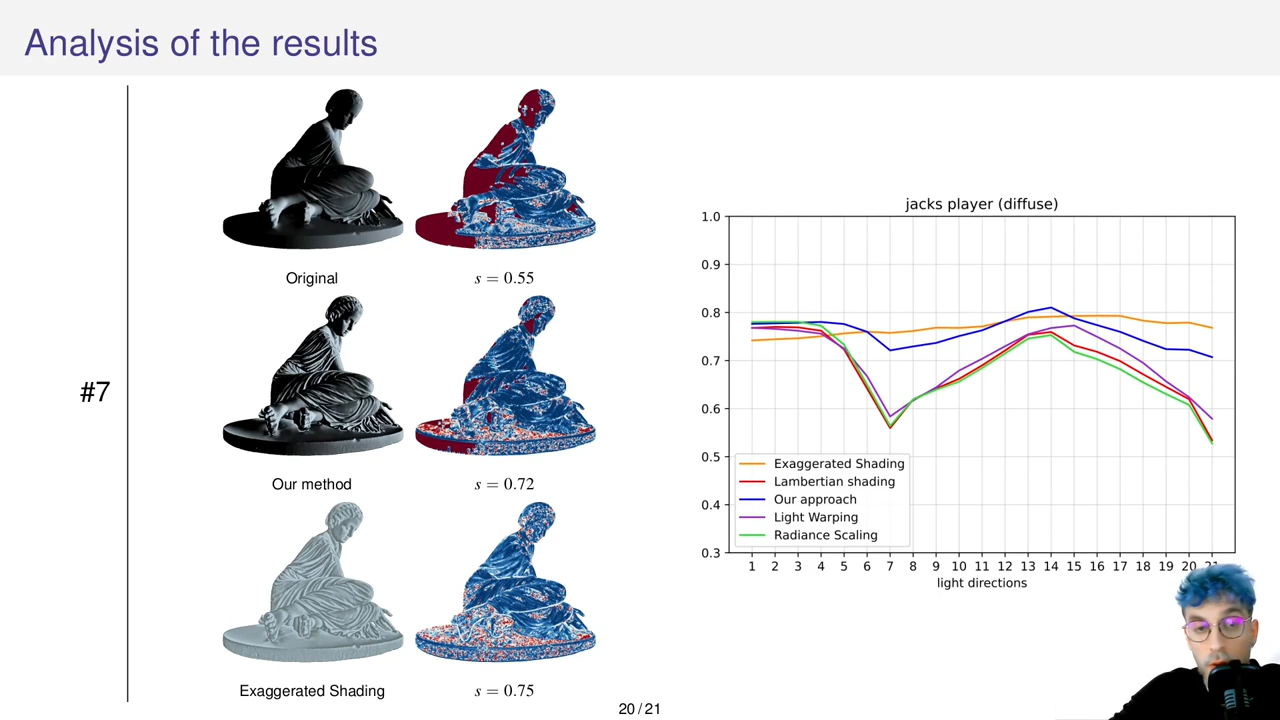 Analysis of the results
#7
Original
s = 0.55
Our method
s = 0.72
Exaggerated Shading
s = 0.75
jacks player (diffuse)
1.0
0.9
0.8
0.7
0.6
0.5
0.4
0.3
Exaggerated Shading
Lambertian shading
Our approach
Light Warping
Radiance Scaling
1 2 3 4 5 6 7 8 9 10 11 12 13 14 15 16 17 18 19 20 21
light directions
20 / 21